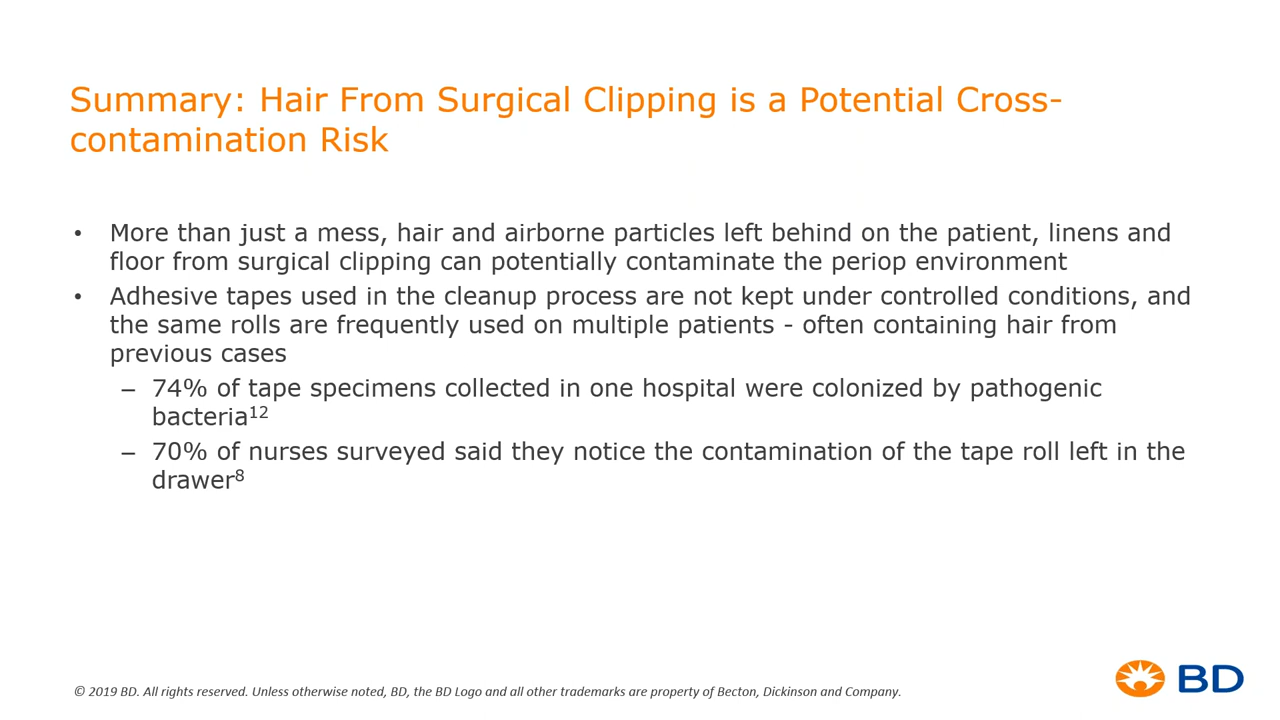 Summary: Hair From Surgical Clipping is a Potential Cross-
contamination Risk
• More than just a mess, hair and airborne particles left behind on the patient, linens and
floor from surgical clipping can potentially contaminate the periop environment
• Adhesive tapes used in the cleanup process are not kept under controlled conditions, and
the same rolls are frequently used on multiple patients - often containing hair from
previous cases
– 74% of tape specimens collected in one hospital were colonized by pathogenic
bacteria¹²
– 70% of nurses surveyed said they notice the contamination of the tape roll left in the
drawer⁸
© 2019 BD. All rights reserved. Unless otherwise noted, BD, the BD Logo and all other trademarks are property of Becton, Dickinson and Company.
BD